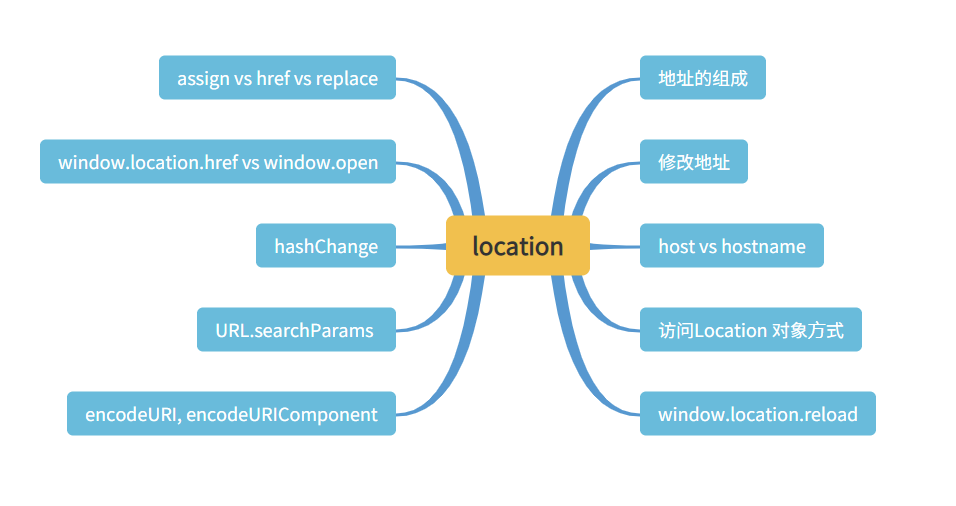 assign vs href vs replace
地址的组成
window.location.href vs window.open
修改地址
hashChange
location
host vs hostname
URL.searchParams
访问Location 对象方式
encodeURI, encodeURIComponent
window.location.reload